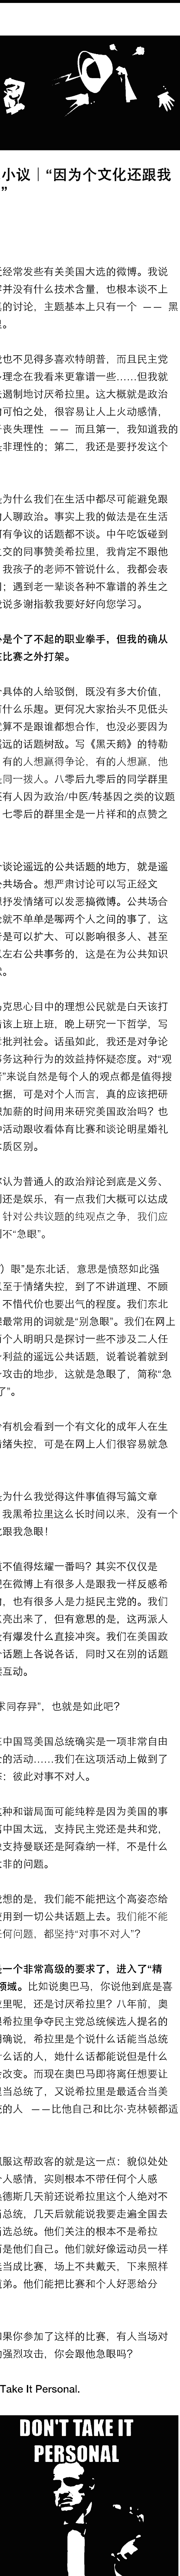 小议｜“因为个文化还跟我
”
经常发些有关美国大选的微博。我说
并没有什么技术含量，也根本谈不上
的讨论，主题基本上只有一个 —— 黑
。
也不见得多喜欢特朗普，而且民主党
理念在我看来更靠谱一些……但我就
遏制地讨厌希拉里。这大概就是政治
可怕之处，很容易让人上火动感情，
丧失理性 —— 而且第一，我知道我的
非理性的；第二，我还是要抒发这个
为什么我们在生活中都尽可能避免跟
人聊政治。事实上我的做法是在生活
有争议的话题都不谈。中午吃饭碰到
交的同事赞美希拉里，我肯定不跟他
我孩子的老师不管说什么，我都会表
；遇到老一辈谈各种不靠谱的养生之
说多谢指教我要好好向您学习。
是个了不起的职业拳手，但我的确从
比赛之外打架。
具体的人给驳倒，既没有多大价值，
什么乐趣。更何况大家抬头不见低头
算不是跟谁都想合作，也没必要因为
远的话题树敌。写《黑天鹅》的特勒
有的人想赢得争论，有的人想赢，他
同一拨人。八零后九零后的同学群里
有人因为政治/中医/转基因之类的议题
七零后的群里全是一片祥和的点赞之
谈论遥远的公共话题的地方，就是遥
共场合。想严肃讨论可以写正经文
抒发情绪可以发恶搞微博。公共场合
就不单单是哪两个人之间的事了，这
是可以扩大、可以影响很多人、甚至
左右公共事务的，这是在为公共知识
。
克思心目中的理想公民就是白天该打
该上班上班，晚上研究一下哲学，写
批判社会。话虽如此，我还是对争论
务这种行为的效益持怀疑态度。对“观
”来说自然是每个人的观点都是值得搜
据，可是对个人而言，真的应该把研
加薪的时间用来研究美国政治吗？也
活动跟收看体育比赛和谈论明星婚礼
质区别。
认为普通人的政治辩论到底是义务、
还是娱乐，有一点我们大概可以达成
针对公共议题的纯观点之争，我们应
不“急眼”。
）眼”是东北话，意思是愤怒如此强
至于情绪失控，到了不讲道理、不顾
不惜代价也要出气的程度。我们东北
最常用的词就是“别急眼”。我们在网上
个人明明只是探讨一些不涉及二人任
利益的遥远公共话题，说着说着就到
攻击的地步，这就是急眼了，简称“急
了”。
有机会看到一个有文化的成年人在生
绪失控，可是在网上人们很容易就急
为什么我觉得这件事值得写篇文章
我黑希拉里这么长时间以来，没有一个
跟我急眼！
不值得炫耀一番吗？其实不仅仅是
在微博上有很多人是跟我一样反感希
，也有很多人是力挺民主党的。我们
亮出来了，但有意思的是，这两派人
有爆发什么直接冲突。我们在美国政
话题上各说各话，同时又在别的话题
互动。
求同存异”，也就是如此吧？
中国骂美国总统确实是一项非常自由
的活动……我们在这项活动上做到了
：彼此对事不对人。
种和谐局面可能纯粹是因为美国的事
中国太远，支持民主党还是共和党，
支持曼联还是阿森纳一样，不是什么
非的问题。
想的是，我们能不能把这个高姿态给
用到一切公共话题上去。我们能不能
何问题，都坚持“对事不对人”？
一个非常高级的要求了，进入了“精
领域。比如说奥巴马，你说他到底是喜
里呢，还是讨厌希拉里？八年前，奥
希拉里争夺民主党总统候选人提名的
确说，希拉里是个说什么话能当总统
么话的人，她什么话都能说但是什么
改变。而现在奥巴马即将离任想要让
当总统了，又说希拉里是最适合当美
的人 ——比他自己和比尔·克林顿都适
服这帮政客的就是这一点：貌似处处
人感情，实则根本不带任何个人感
德斯几天前还说希拉里这个人绝对不
总统，几天后就能说我要走遍全国去
选总统。他们关注的根本不是希拉
是他们自己。他们就好像运动员一样
当成比赛，场上不共戴天，下来照样
弟。他们能把比赛和个人好恶给分
果你参加了这样的比赛，有人当场对
强烈攻击，你会跟他急眼吗？
Take It Personal.
DON'T TAKE IT
PERSONAL